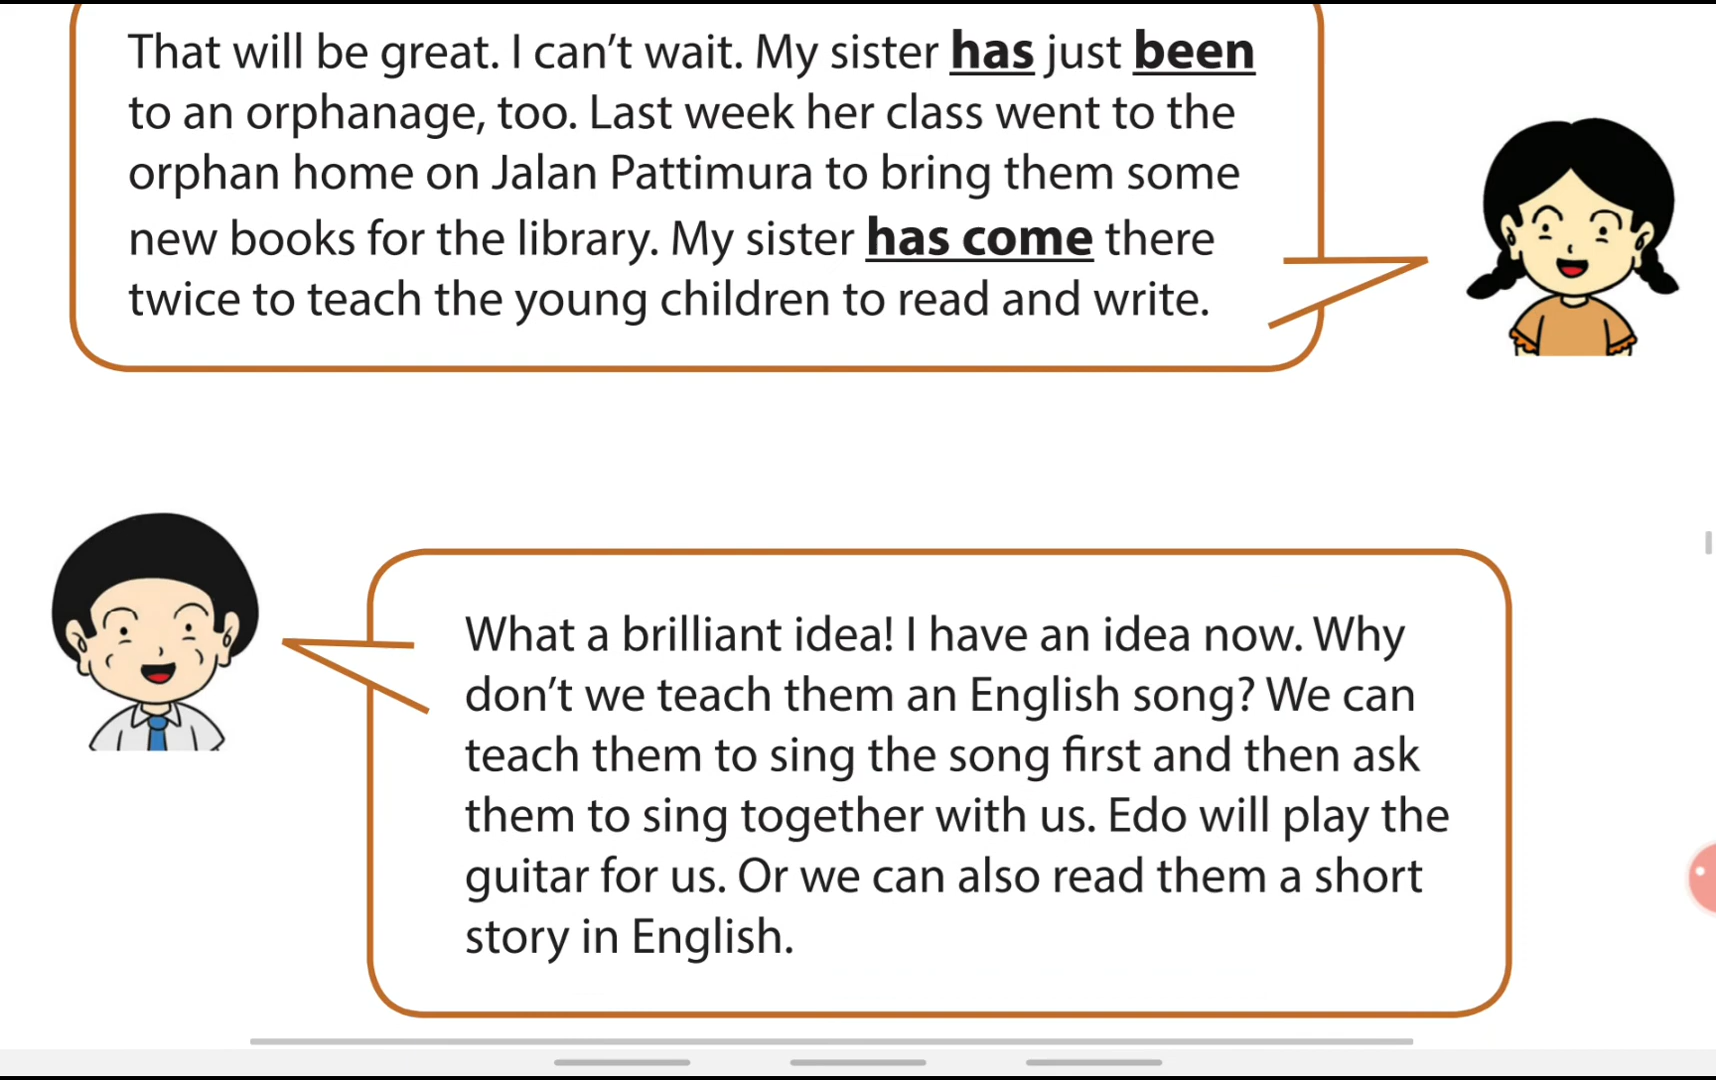 That will be great. I can’t wait. My sister has just been
to an orphanage, too. Last week her class went to the
orphan home on Jalan Pattimura to bring them some
new books for the library. My sister has come there
twice to teach the young children to read and write.
What a brilliant idea! I have an idea now. Why
don’t we teach them an English song? We can
teach them to sing the song first and then ask
them to sing together with us. Edo will play the
guitar for us. Or we can also read them a short
story in English.